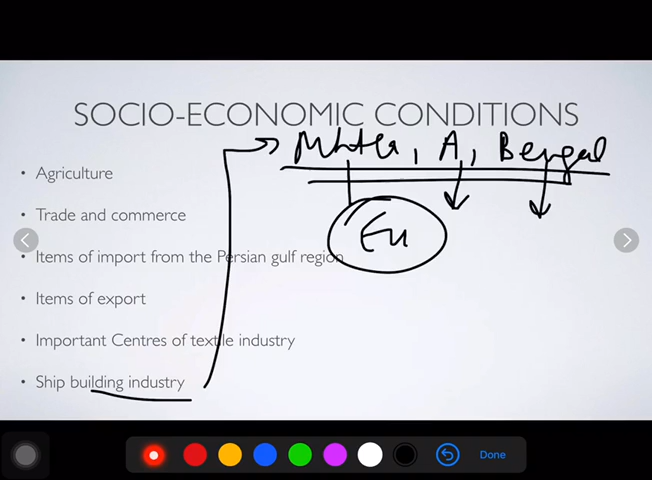 SOCIO-ECONOMIC CONDITIONS
, A, Bengal
• Agriculture
• Trade and commerce
Eu
• Items of import from the Persian gulf region
• Items of export
• Important Centres of textile industry
• Ship building industry
Done